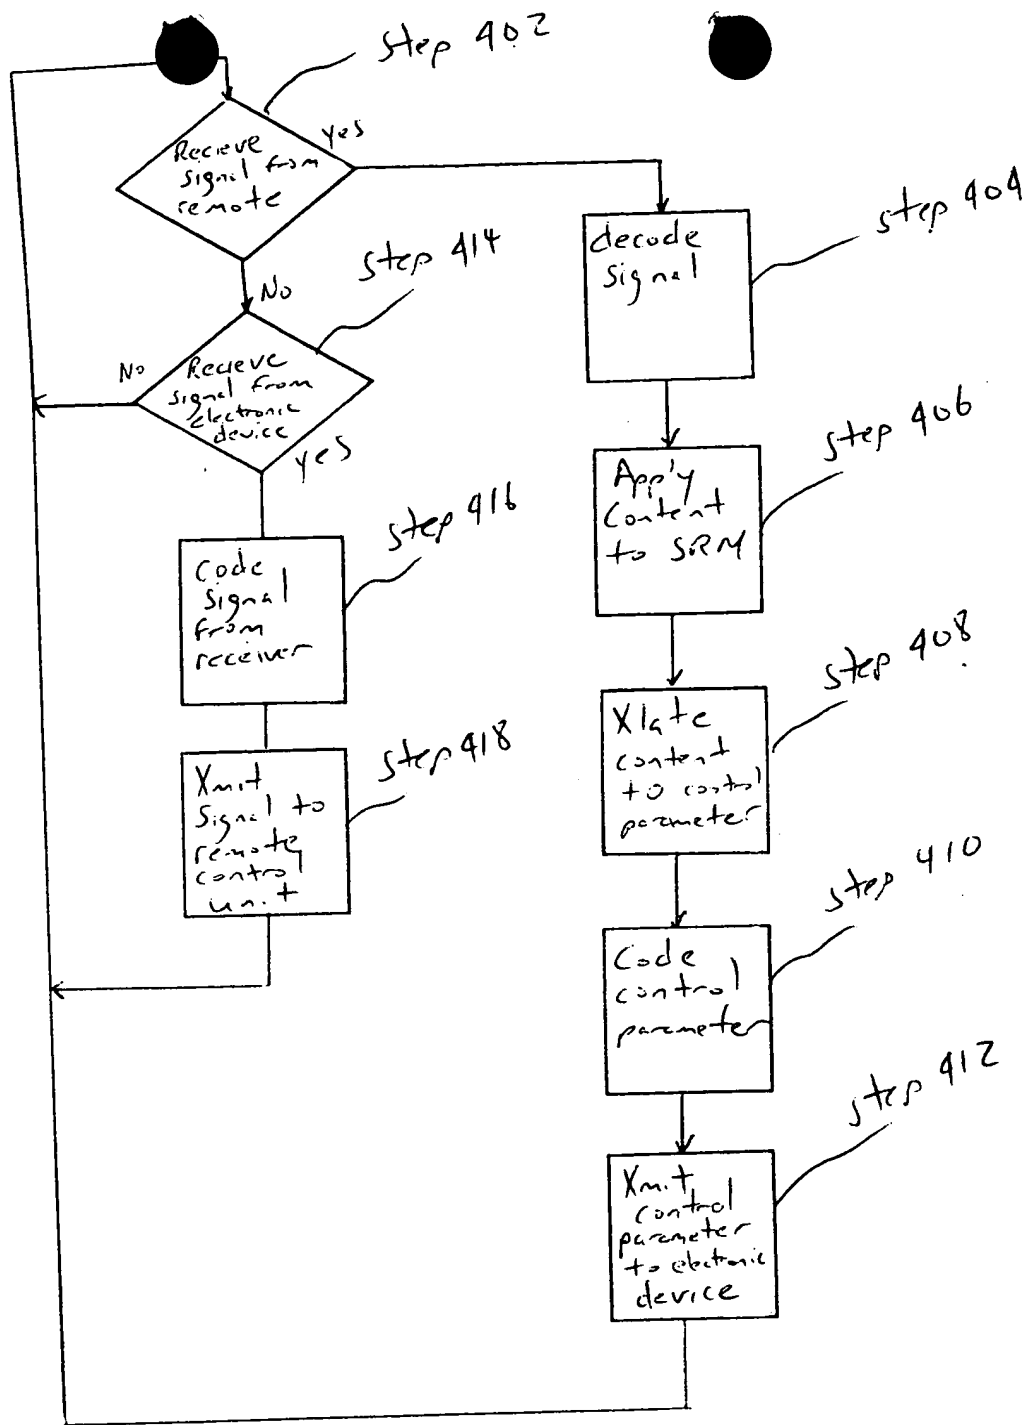 step 402
Recieve
signal from
remote
yes
step 414
No
Recieve
signal from
electronic
device
No
yes
step 416
Code
signal
from
receiver
step 418
Xmit
signal to
remote
control
unit
decode
signal
step 404
Apply
Content
to SRM
step 406
Xlate
content
to control
parameter
step 408
Code
control
parameter
step 410
Xmit
control
parameter
to electronic
device
step 412